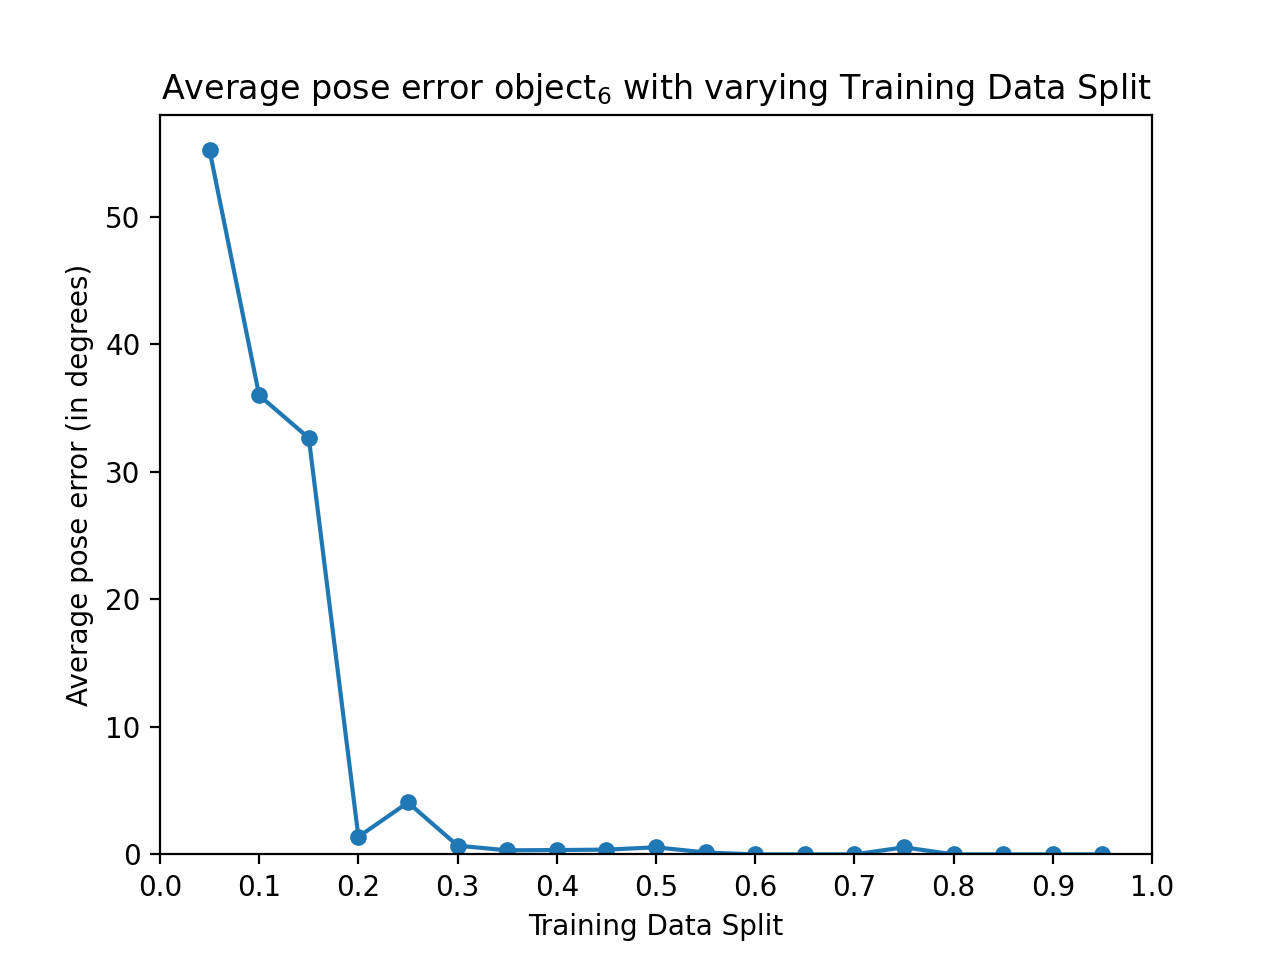 Average pose error object₆ with varying Training Data Split
Average pose error (in degrees)
50
40
30
20
10
0
0.0 0.1 0.2 0.3 0.4 0.5 0.6 0.7 0.8 0.9 1.0
Training Data Split